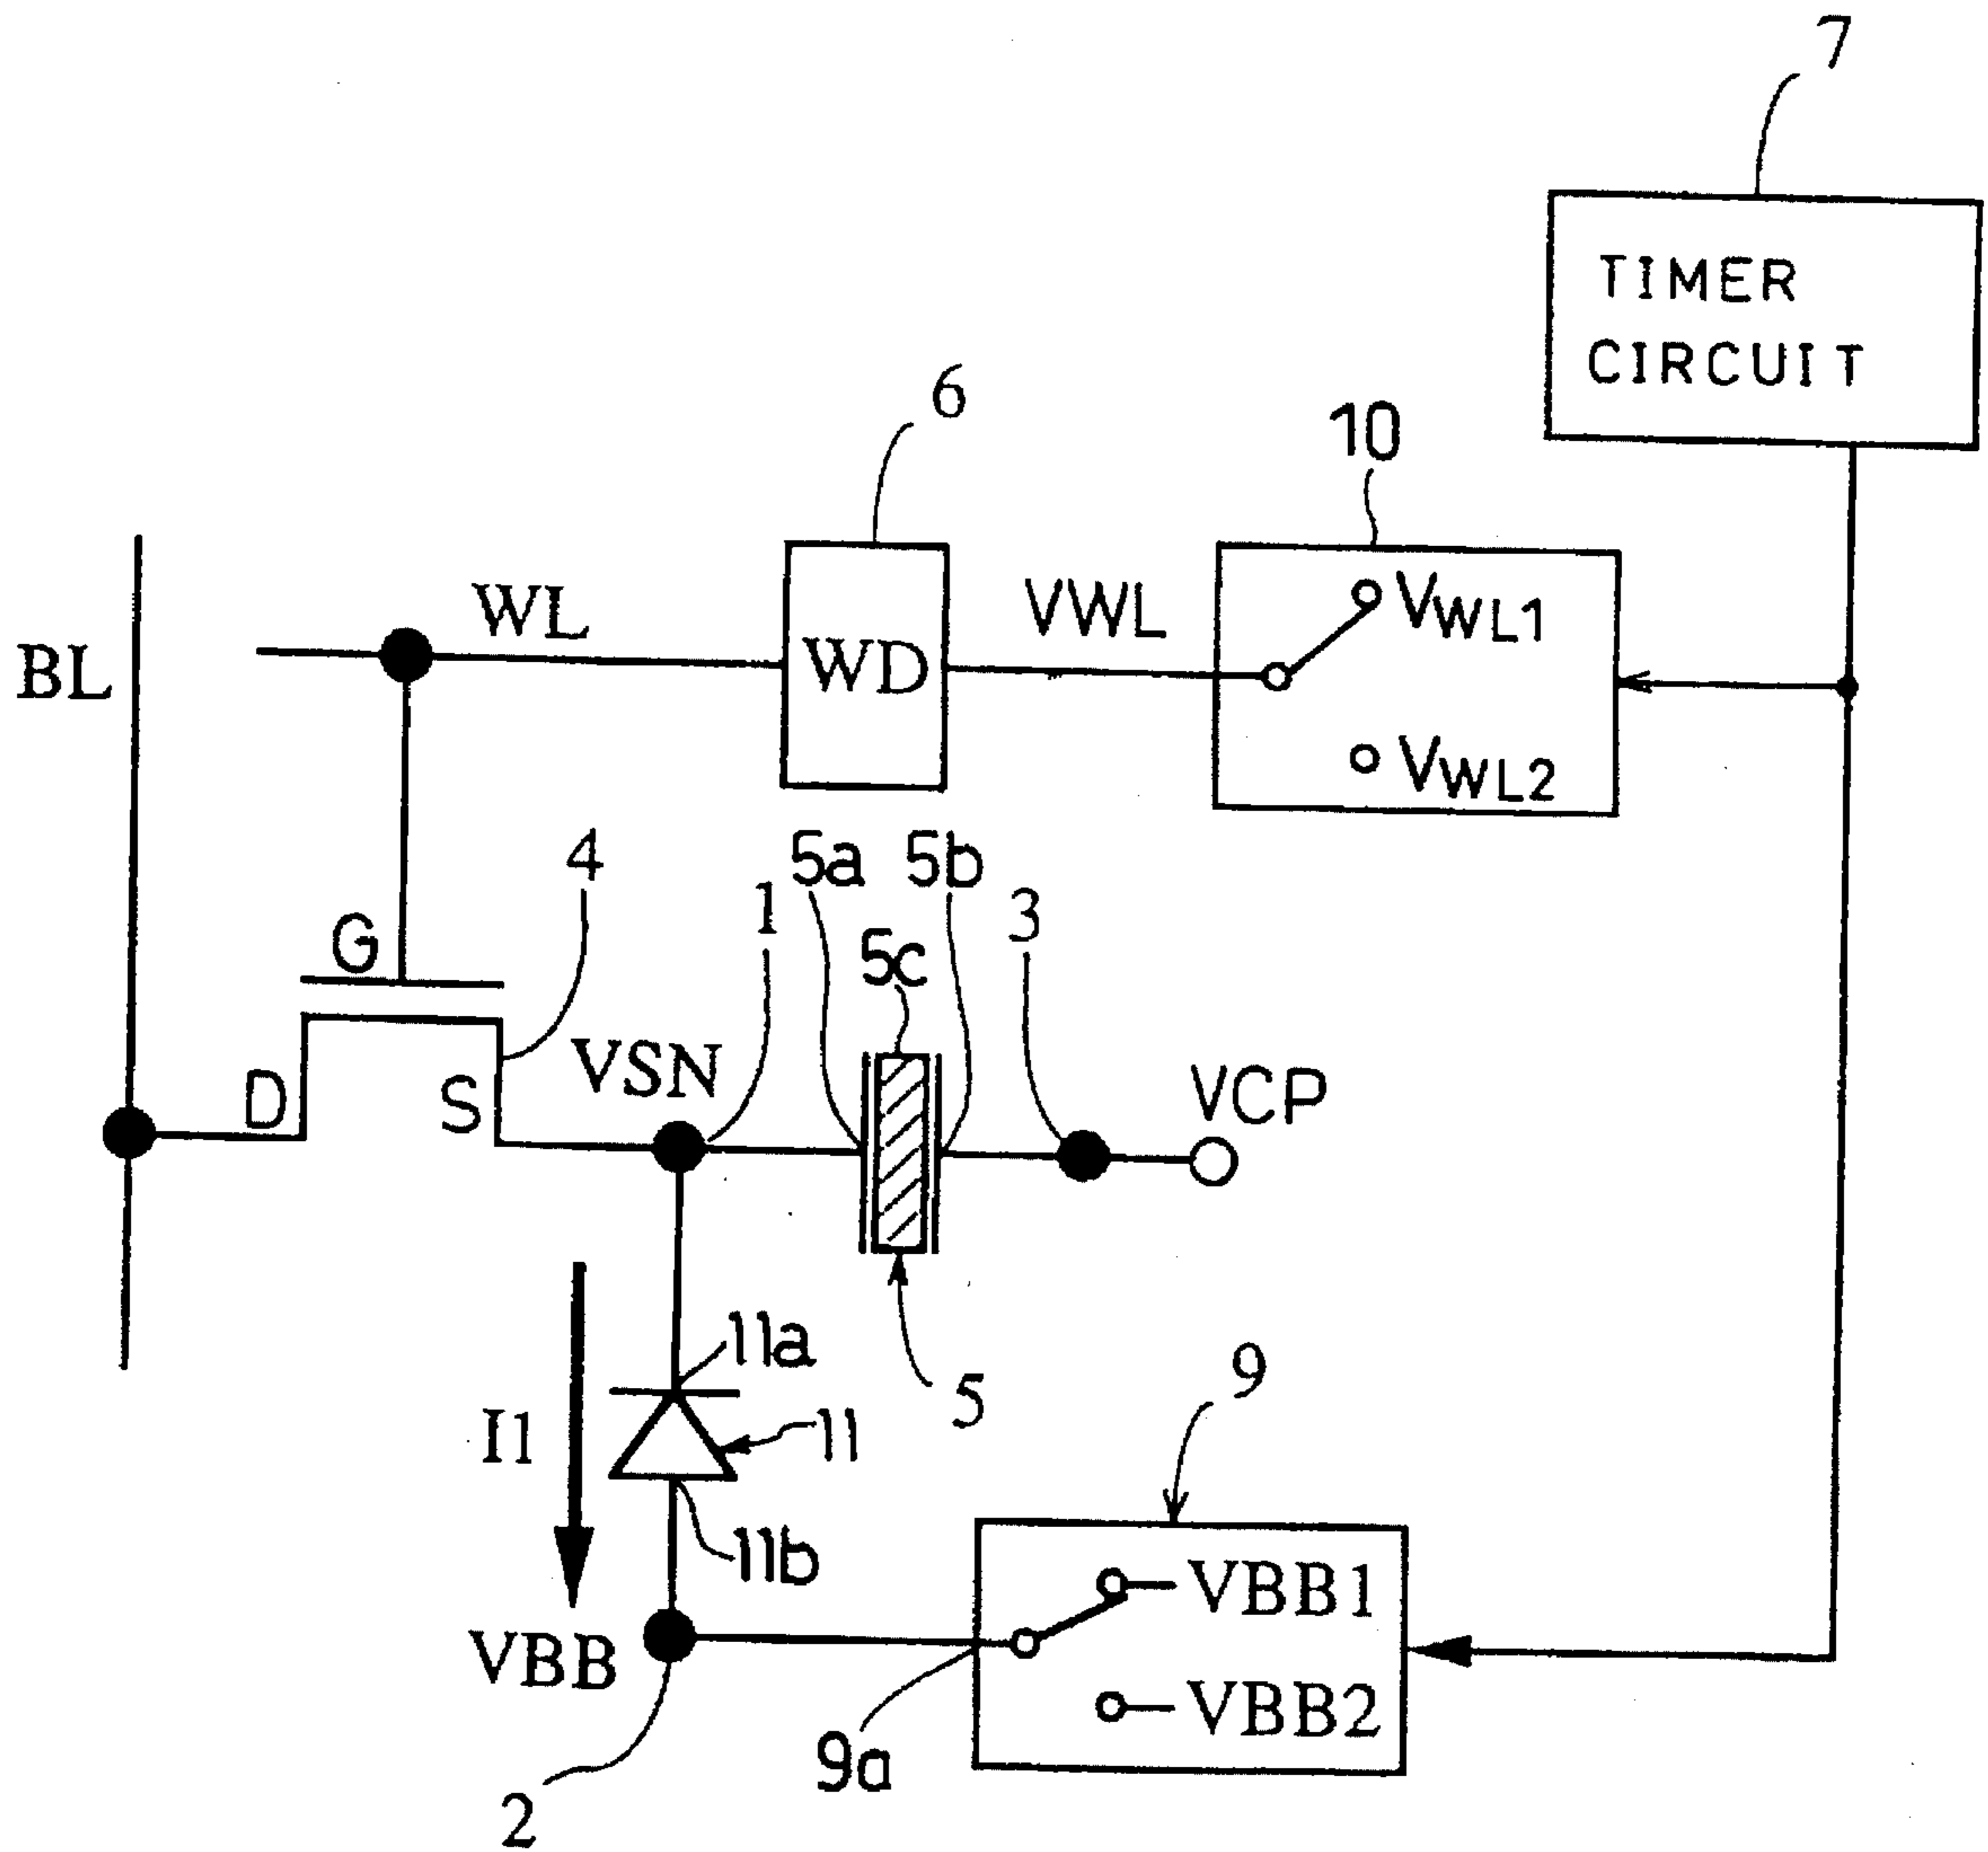 7
TIMER
CIRCUIT
6
10
BL
WL
WD
VWL
VWL1
VWL2
4
1
5a
5b
3
G
5c
D
S
VSN
VCP
11a
I1
11
5
9
11b
VBB
VBB1
VBB2
9a
2